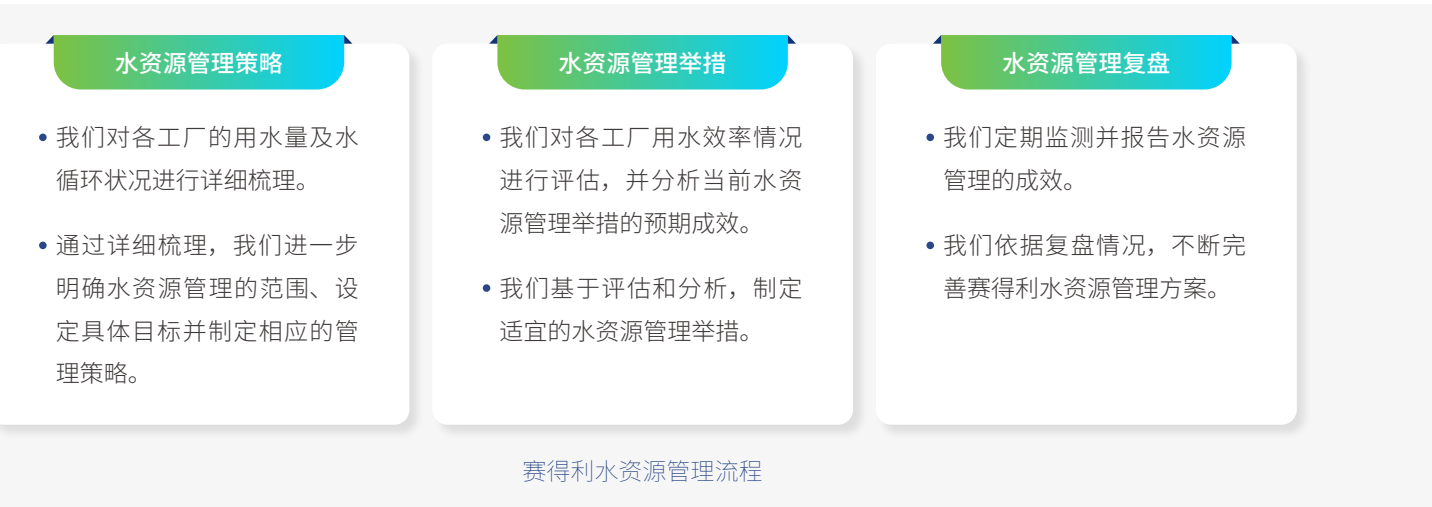 水资源管理策略
• 我们对各工厂的用水量及水
循环状况进行详细梳理。
• 通过详细梳理，我们进一步
明确水资源管理的范围、设
定具体目标并制定相应的管
理策略。
水资源管理举措
• 我们对各工厂用水效率情况
进行评估，并分析当前水资
源管理举措的预期成效。
• 我们基于评估和分析，制定
适宜的水资源管理举措。
水资源管理复盘
• 我们定期监测并报告水资源
管理的成效。
• 我们依据复盘情况，不断完
善赛得利水资源管理方案。
赛得利水资源管理流程